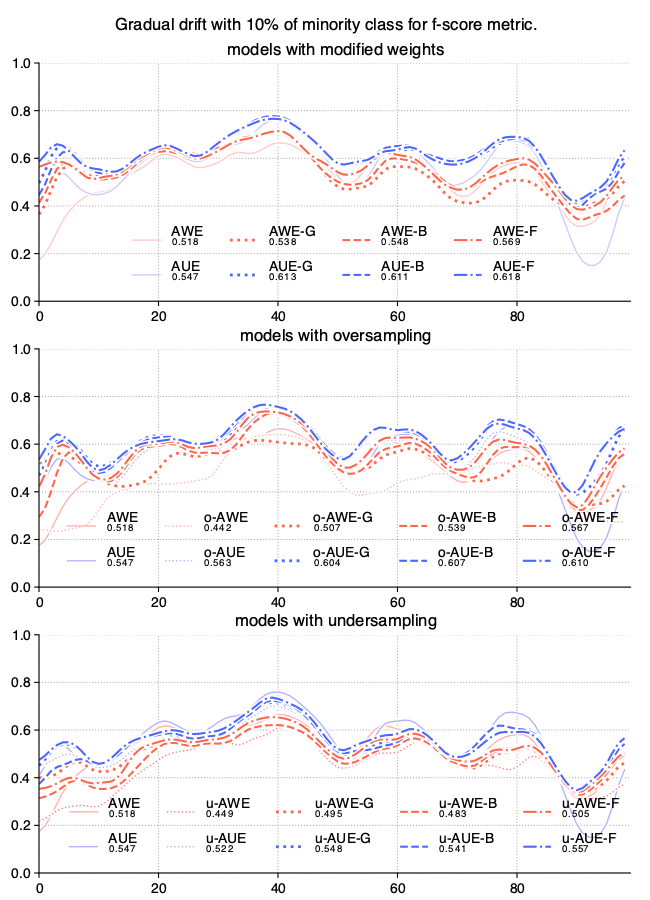 Gradual drift with 10% of minority class for f-score metric.
models with modified weights
1.0
0.8
0.6
0.4
AWE AWE-G AWE-B AWE-F
0.518 0.538 0.548 0.569
0.2
AUE AUE-G AUE-B AUE-F
0.547 0.613 0.611 0.618
0.0
0 20 40 60 80
models with oversampling
1.0
0.8
0.6
0.4
AWE o-AWE o-AWE-G o-AWE-B o-AWE-F
0.518 0.442 0.507 0.539 0.567
0.2
AUE o-AUE o-AUE-G o-AUE-B o-AUE-F
0.547 0.563 0.604 0.607 0.610
0.0
0 20 40 60 80
models with undersampling
1.0
0.8
0.6
0.4
AWE u-AWE u-AWE-G u-AWE-B u-AWE-F
0.518 0.449 0.495 0.483 0.505
0.2
AUE u-AUE u-AUE-G u-AUE-B u-AUE-F
0.547 0.522 0.548 0.541 0.557
0.0
0 20 40 60 80